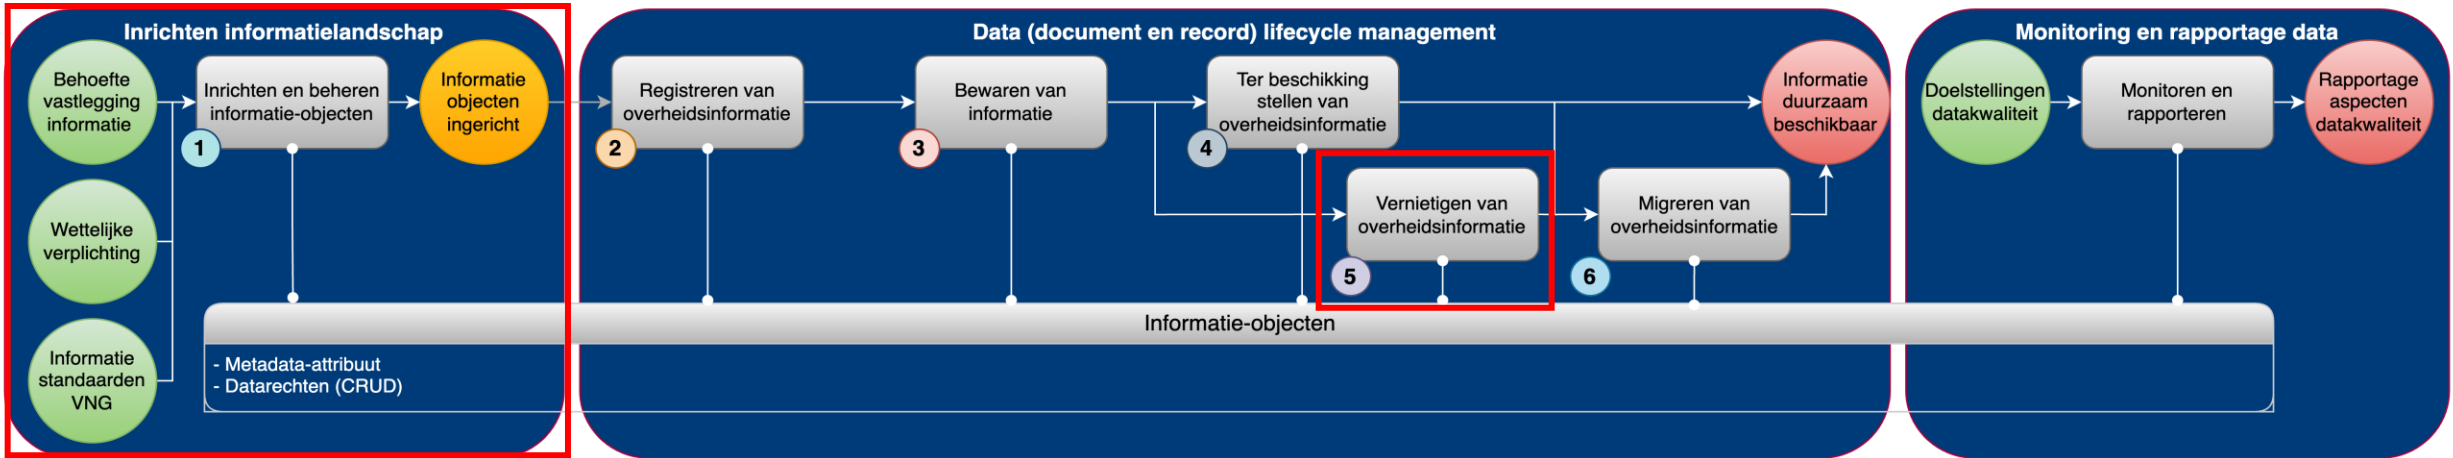 Inrichten informatielandschap
Behoefte
vastlegging
informatie
Wettelijke
verplichting
Informatie
standaarden
VNG
Inrichten en beheren
informatie-objecten
1
Informatie
objecten
ingericht
Data (document en record) lifecycle management
Registreren van
overheidsinformatie
2
Bewaren van
informatie
3
Ter beschikking
stellen van
overheidsinformatie
4
Vernietigen van
overheidsinformatie
5
Migreren van
overheidsinformatie
6
Informatie
duurzaam
beschikbaar
Monitoring en rapportage data
Doelstellingen
datakwaliteit
Monitoren en
rapporteren
Rapportage
aspecten
datakwaliteit
Informatie-objecten
- Metadata-attribuut
- Datarechten (CRUD)